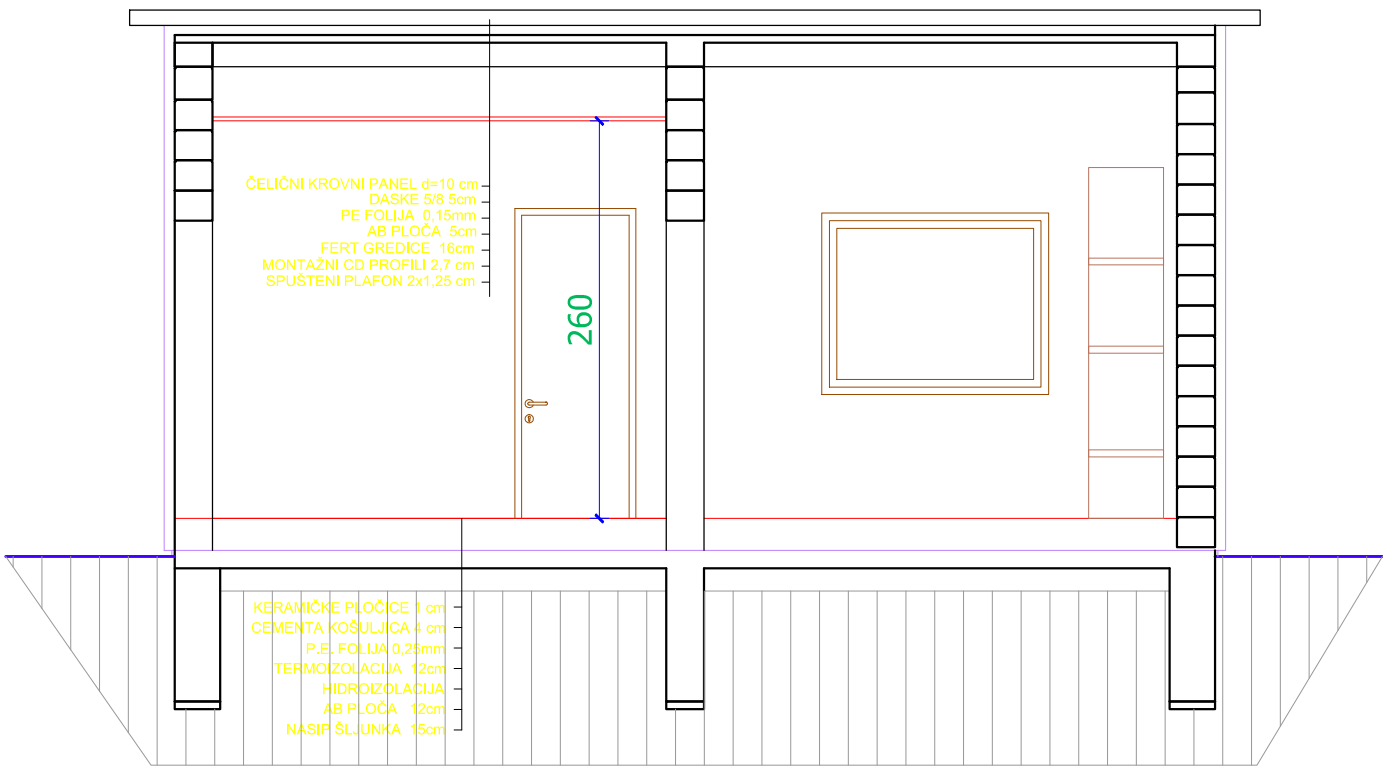 ČELIČNI KROVNI PANEL d=10 cm
DASKE 5/8 5cm
PE FOLIJA 0,15mm
AB PLOČA 5cm
FERT GREDICE 16cm
MONTAŽNI CD PROFILI 2,7 cm
SPUŠTENI PLAFON 2x1,25 cm
260
KERAMIČKE PLOČICE 1 cm
CEMENTA KOŠULJICA 4 cm
P.E. FOLIJA 0,25mm
TERMOIZOLACIJA 12cm
HIDROIZOLACIJA
AB PLOČA 12cm
NASIP ŠLJUNKA 15cm